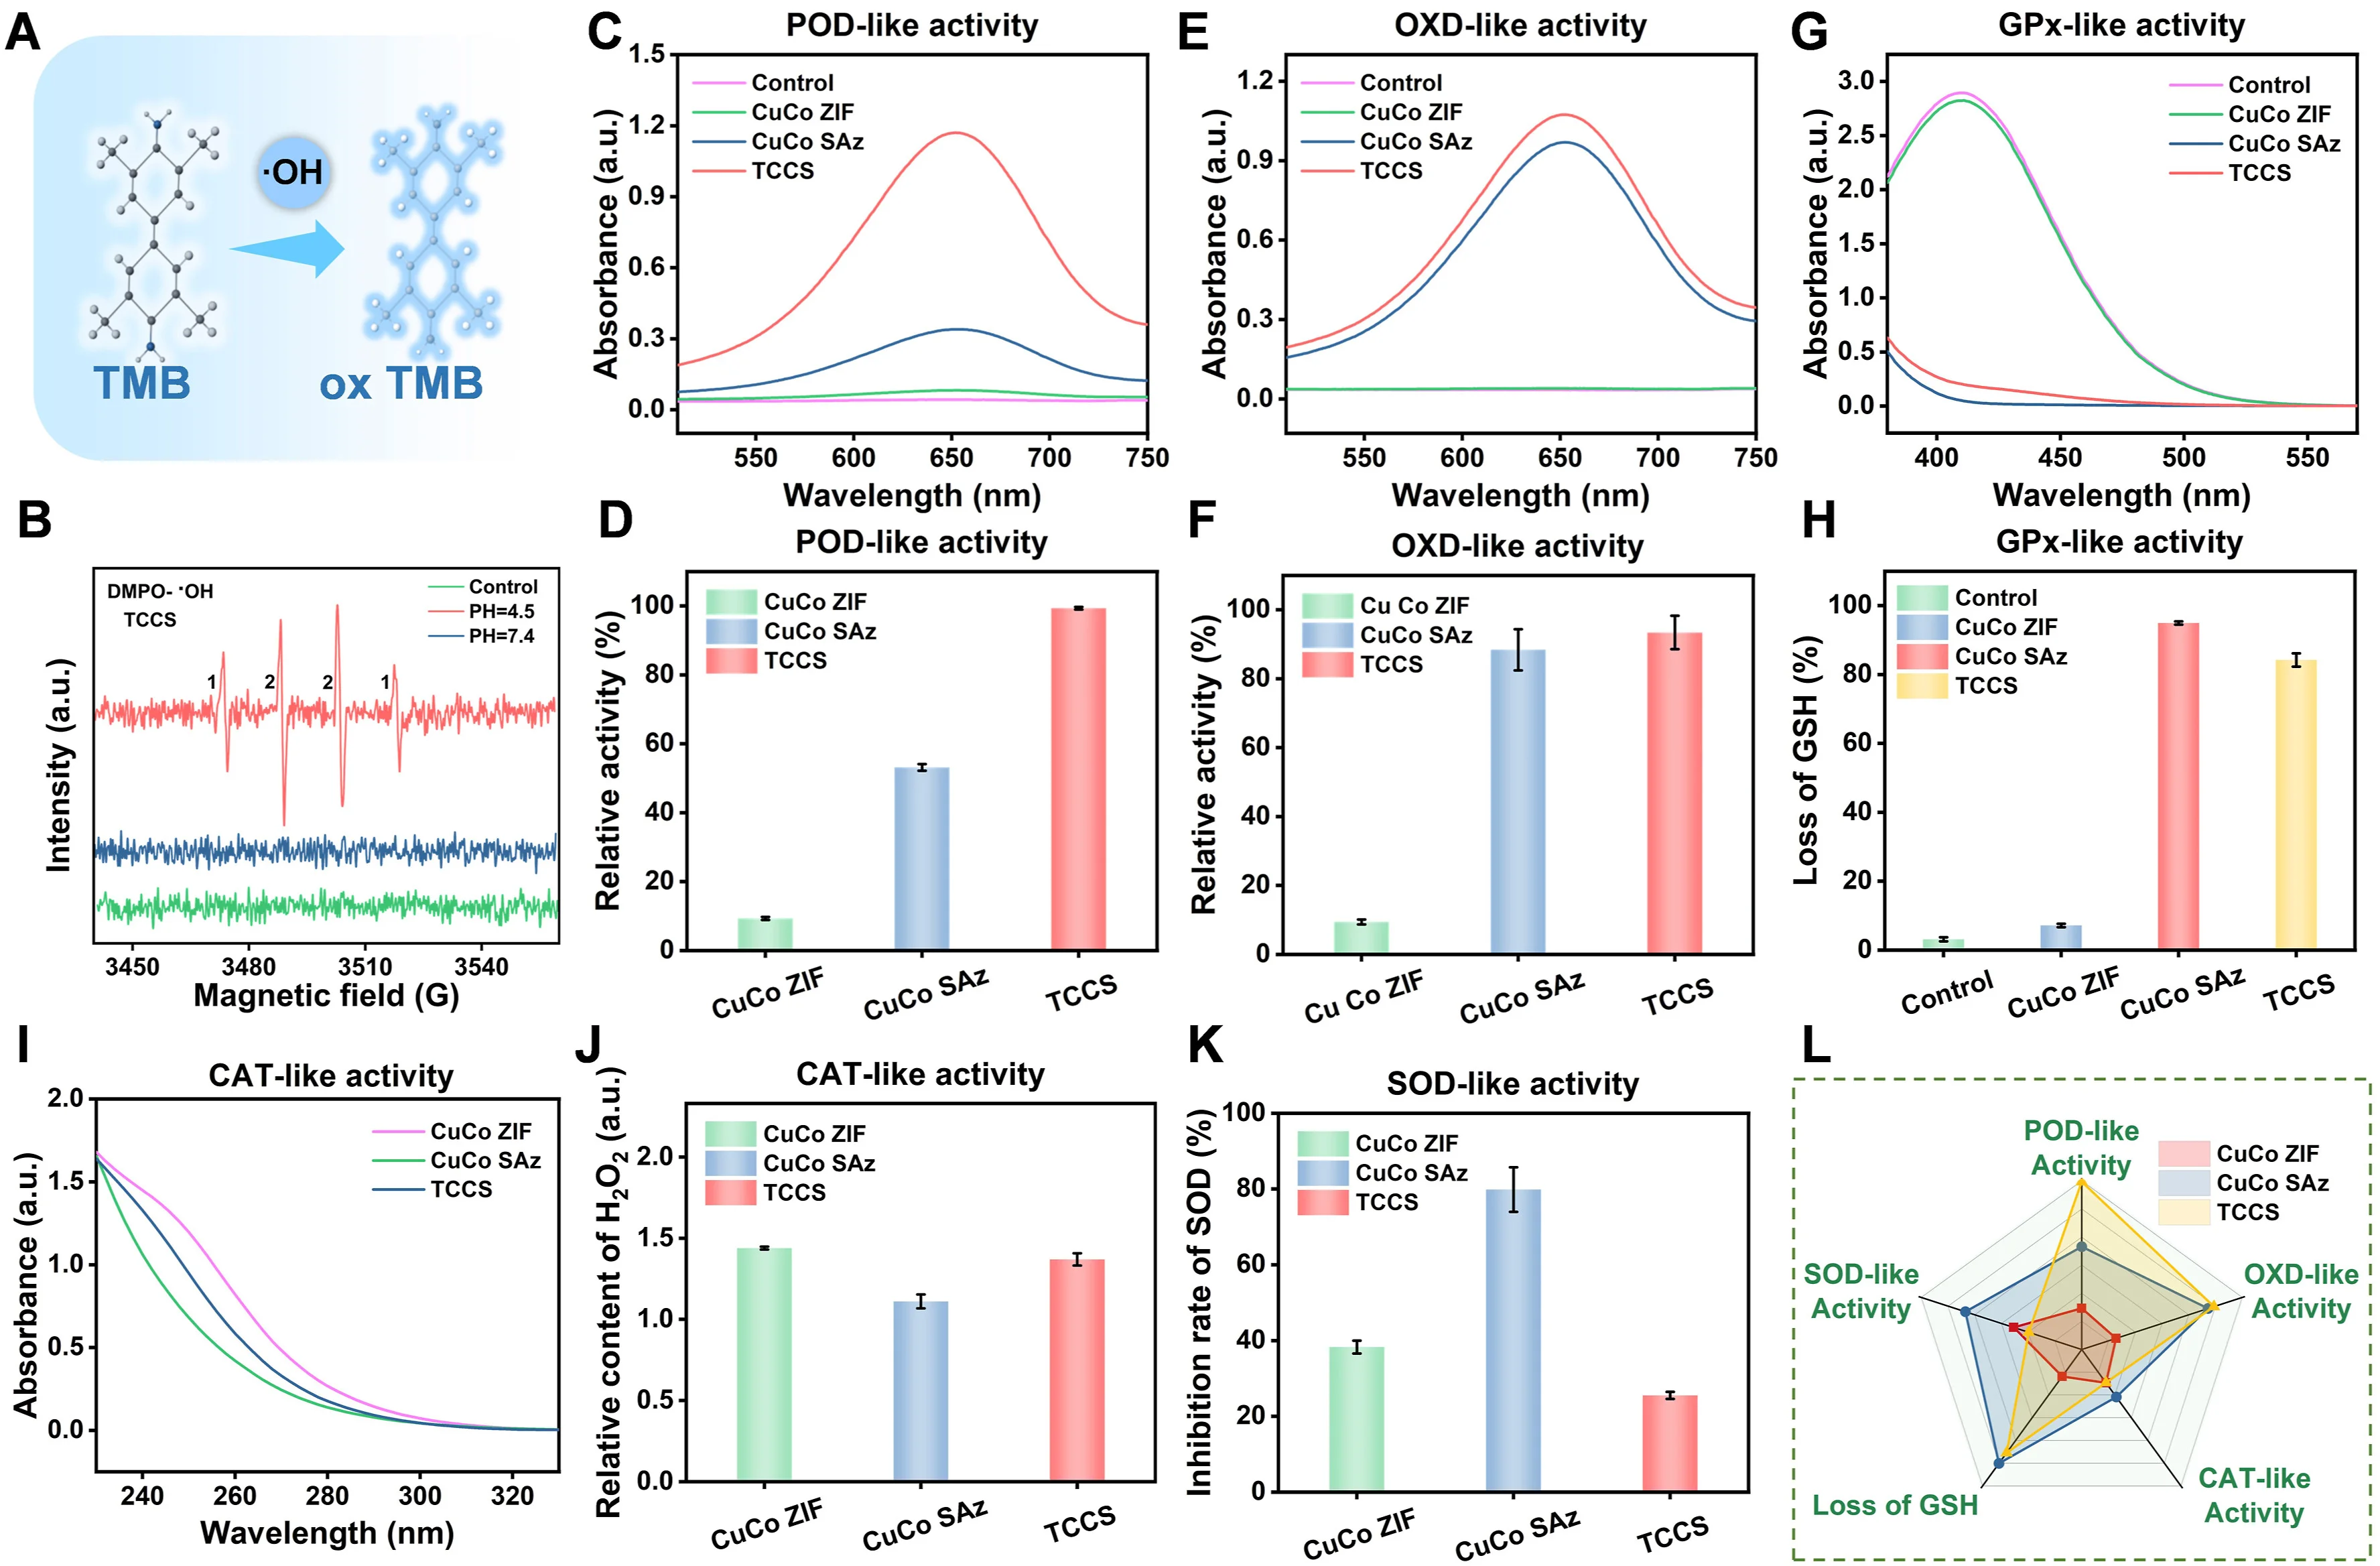 A
·OH
TMB
ox TMB
B
DMPO- ·OH
TCCS
Control
PH=4.5
PH=7.4
1
2
2
1
Intensity (a.u.)
3450
3480
3510
3540
Magnetic field (G)
C
POD-like activity
Control
CuCo ZIF
CuCo SAz
TCCS
Absorbance (a.u.)
1.5
1.2
0.9
0.6
0.3
0.0
550
600
650
700
750
Wavelength (nm)
D
POD-like activity
CuCo ZIF
CuCo SAz
TCCS
Relative activity (%)
100
80
60
40
20
0
CuCo ZIF
CuCo SAz
TCCS
E
OXD-like activity
Control
CuCo ZIF
CuCo SAz
TCCS
Absorbance (a.u.)
1.2
0.9
0.6
0.3
0.0
550
600
650
700
750
Wavelength (nm)
F
OXD-like activity
Cu Co ZIF
CuCo SAz
TCCS
Relative activity (%)
100
80
60
40
20
0
Cu Co ZIF
CuCo SAz
TCCS
G
GPx-like activity
Control
CuCo ZIF
CuCo SAz
TCCS
Absorbance (a.u.)
3.0
2.5
2.0
1.5
1.0
0.5
0.0
400
450
500
550
Wavelength (nm)
H
GPx-like activity
Control
CuCo ZIF
CuCo SAz
TCCS
Loss of GSH (%)
100
80
60
40
20
0
Control
CuCo ZIF
CuCo SAz
TCCS
I
CAT-like activity
CuCo ZIF
CuCo SAz
TCCS
Absorbance (a.u.)
2.0
1.5
1.0
0.5
0.0
240
260
280
300
320
Wavelength (nm)
J
CAT-like activity
CuCo ZIF
CuCo SAz
TCCS
Relative content of H₂O₂ (a.u.)
2.0
1.5
1.0
0.5
0.0
CuCo ZIF
CuCo SAz
TCCS
K
SOD-like activity
CuCo ZIF
CuCo SAz
TCCS
Inhibition rate of SOD (%)
100
80
60
40
20
0
CuCo ZIF
CuCo SAz
TCCS
L
POD-like
Activity
CuCo ZIF
CuCo SAz
TCCS
SOD-like
Activity
OXD-like
Activity
Loss of GSH
CAT-like
Activity